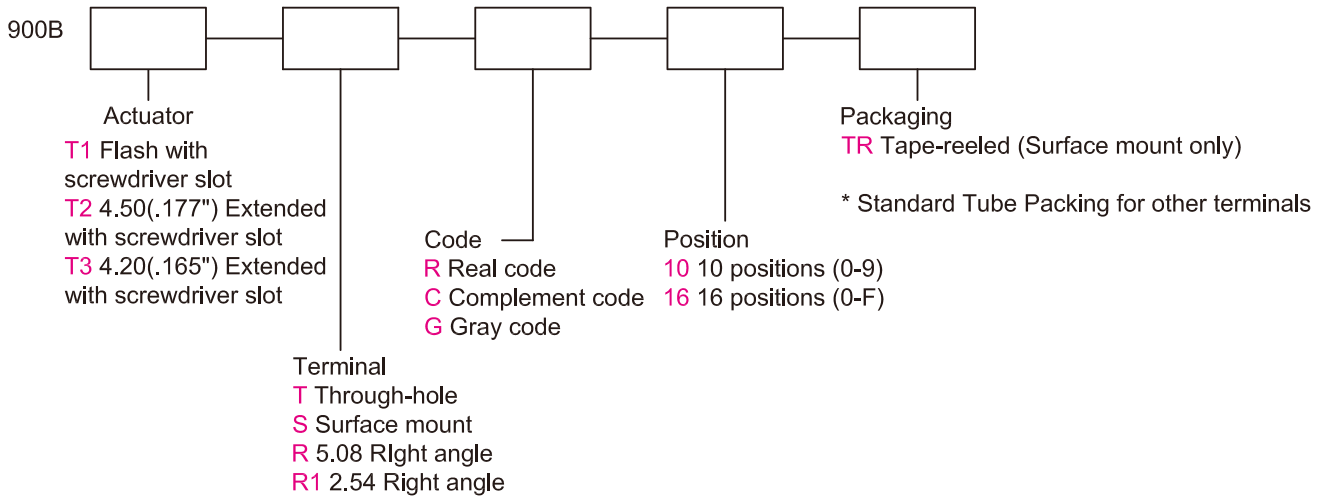 900B
Actuator
T1 Flash with
screwdriver slot
T2 4.50(.177") Extended
with screwdriver slot
T3 4.20(.165") Extended
with screwdriver slot
Terminal
T Through-hole
S Surface mount
R 5.08 RIght angle
R1 2.54 Right angle
Code
R Real code
C Complement code
G Gray code
Position
10 10 positions (0-9)
16 16 positions (0-F)
Packaging
TR Tape-reeled (Surface mount only)
* Standard Tube Packing for other terminals